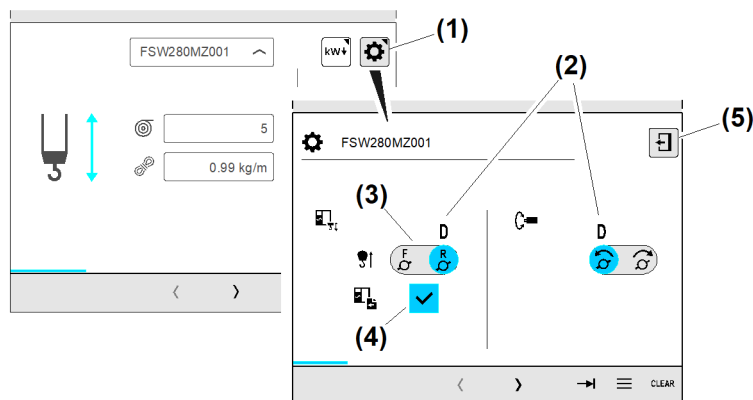 (1)
FSW280MZ001
kW
(2)
5
(5)
FSW280MZ001
0.99 kg/m
(3)
D
D
F
R
(4)
CLEAR